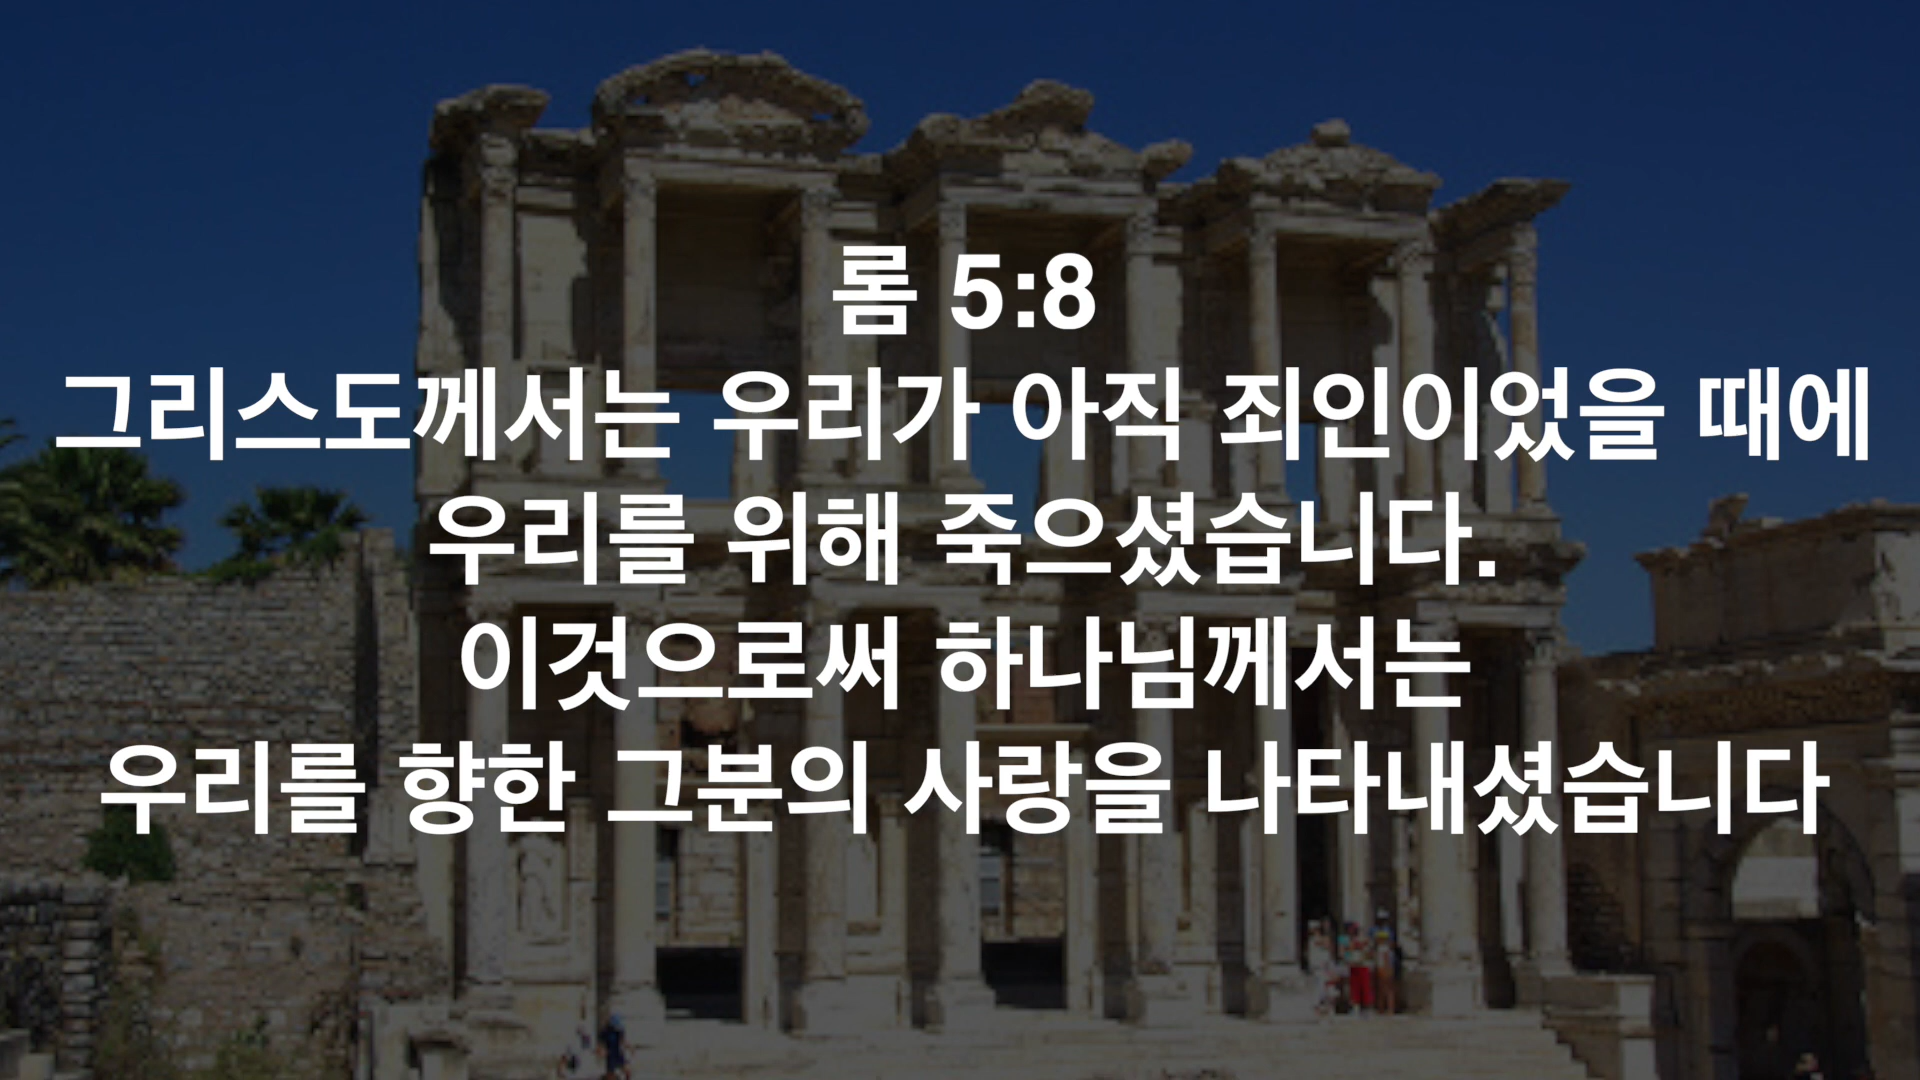 롬 5:8
그리스도께서는 우리가 아직 죄인이었을 때에
우리를 위해 죽으셨습니다.
이것으로써 하나님께서는
우리를 향한 그분의 사랑을 나타내셨습니다